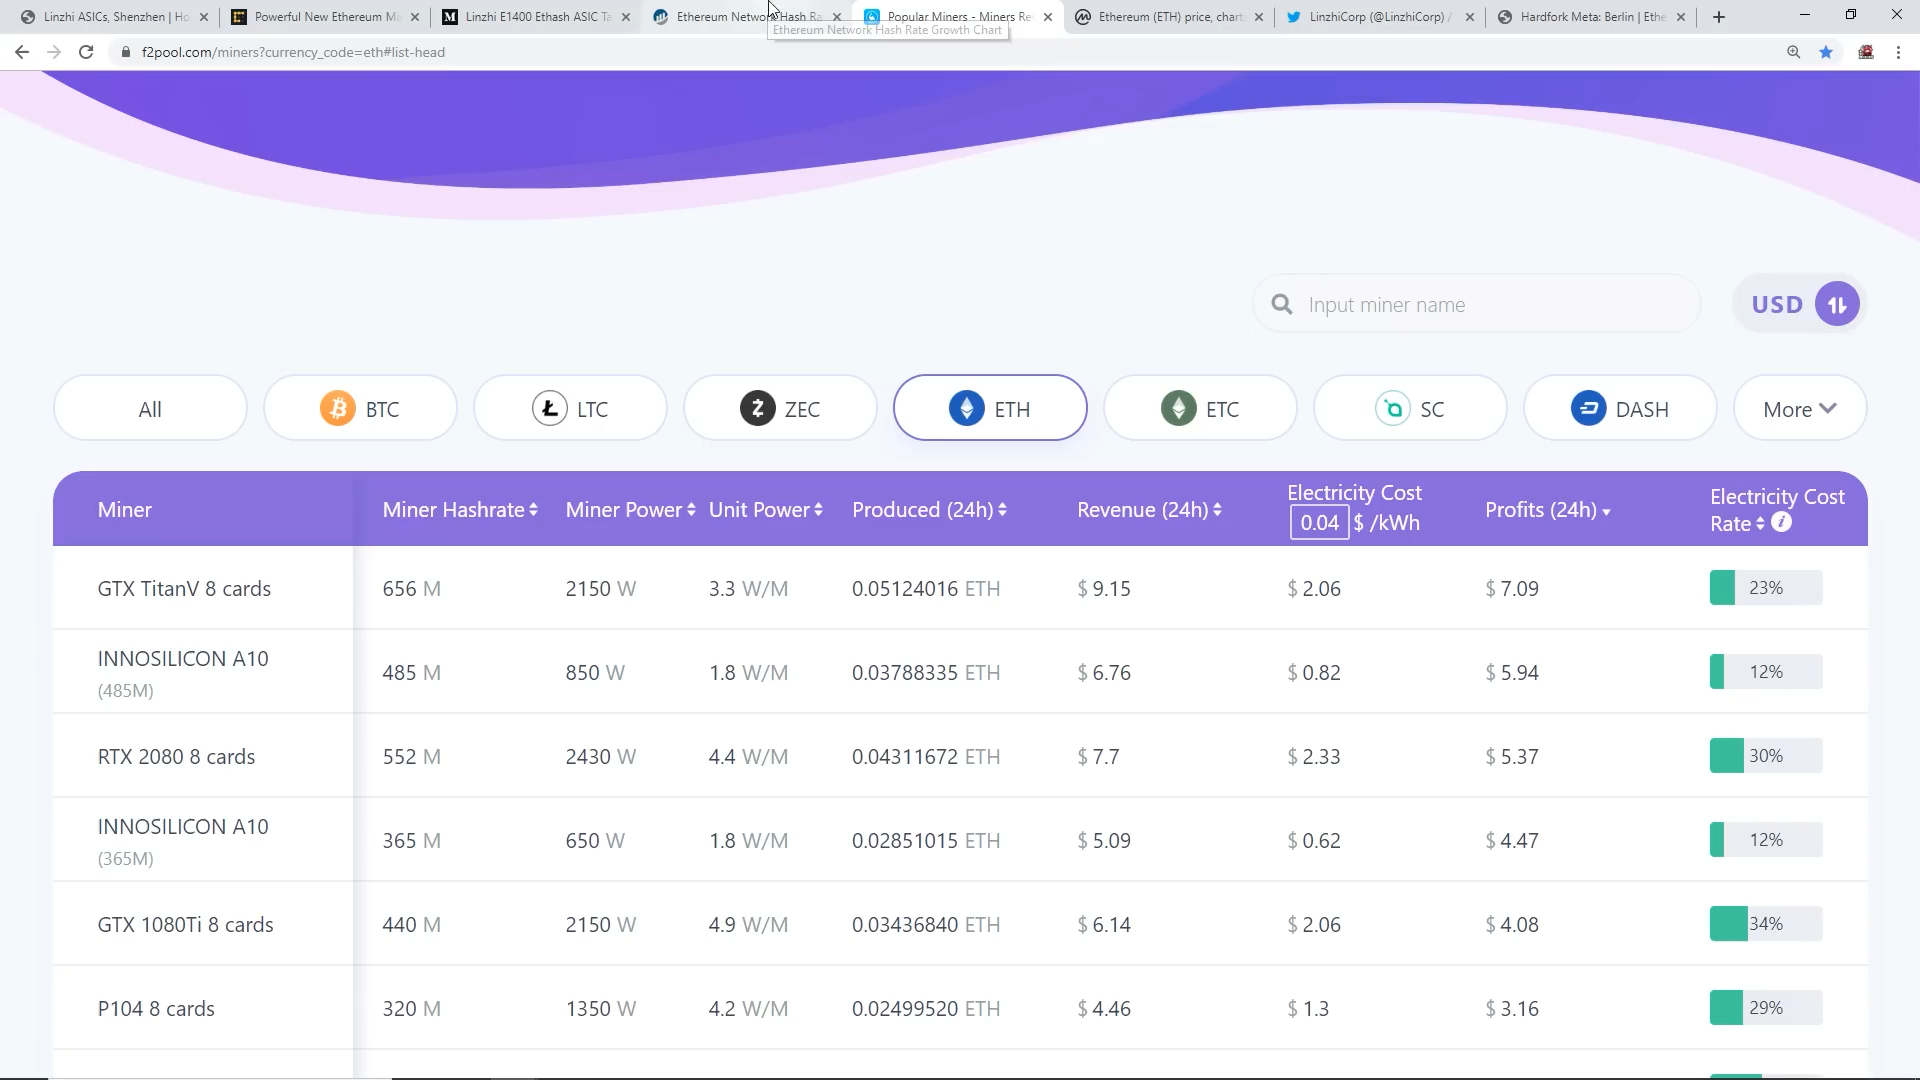 Linzhi ASICs, Shenzhen | Ho
Powerful New Ethereum Mi
Linzhi E1400 Ethash ASIC Ta
Ethereum Network Hash Ra
Popular Miners - Miners Re
Ethereum (ETH) price, chart
LinzhiCorp (@LinzhiCorp) /
Hardfork Meta: Berlin | Ethe
Ethereum Network Hash Rate Growth Chart
f2pool.com/miners?currency_code=eth#list-head
Input miner name
USD
All
BTC
LTC
ZEC
ETH
ETC
SC
DASH
More
Miner
Miner Hashrate
Miner Power
Unit Power
Produced (24h)
Revenue (24h)
Electricity Cost
0.04 $ /kWh
Profits (24h)
Electricity Cost
Rate
GTX TitanV 8 cards 656 M 2150 W 3.3 W/M 0.05124016 ETH $ 9.15 $ 2.06 $ 7.09 23%
INNOSILICON A10
(485M)
485 M 850 W 1.8 W/M 0.03788335 ETH $ 6.76 $ 0.82 $ 5.94 12%
RTX 2080 8 cards 552 M 2430 W 4.4 W/M 0.04311672 ETH $ 7.7 $ 2.33 $ 5.37 30%
INNOSILICON A10
(365M)
365 M 650 W 1.8 W/M 0.02851015 ETH $ 5.09 $ 0.62 $ 4.47 12%
GTX 1080Ti 8 cards 440 M 2150 W 4.9 W/M 0.03436840 ETH $ 6.14 $ 2.06 $ 4.08 34%
P104 8 cards 320 M 1350 W 4.2 W/M 0.02499520 ETH $ 4.46 $ 1.3 $ 3.16 29%